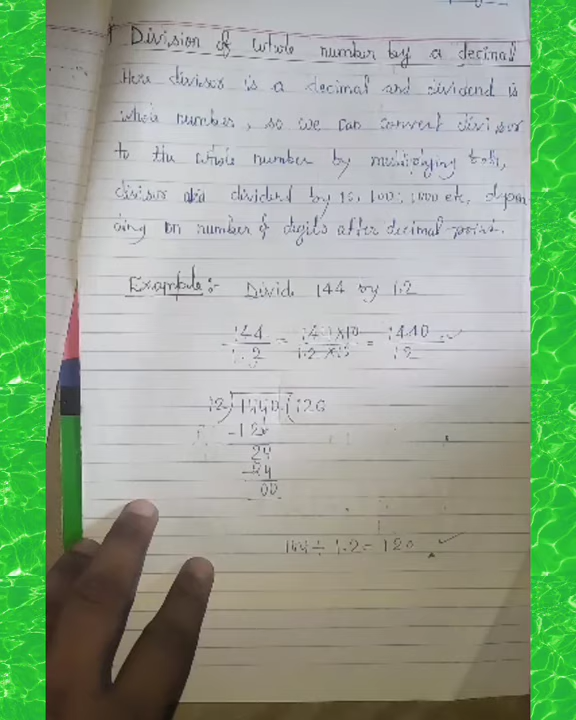 Division of whole number by a decimal
Here divisor is a decimal and dividend is
whole number, so we can convert divisor
to the whole number by multiplying both,
divisor and dividend by 10, 100, 1000 etc, depen
ding on number of digits after decimal point.
Example:- Divide 144 by 1.2
144/1.2 = 144×10/1.2×10 = 1440/12
12)1440(120
-12
24
-24
00
144÷1.2=120